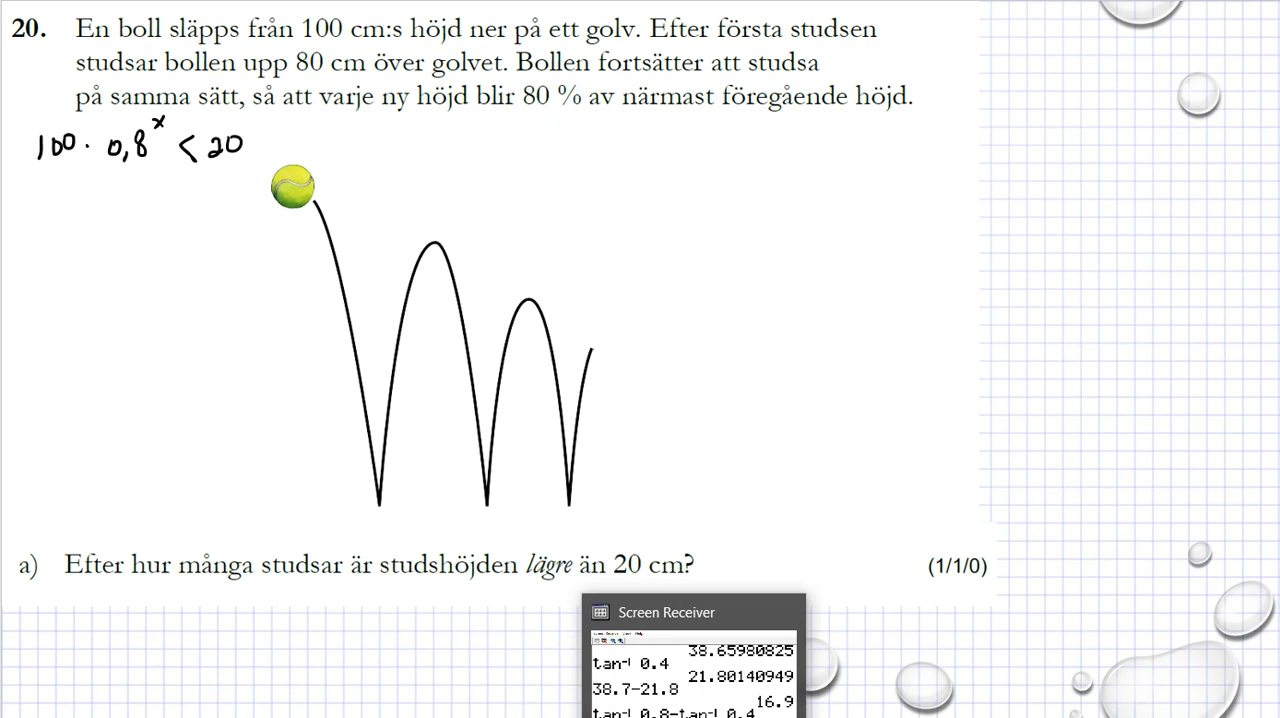 20. En boll släpps från 100 cm:s höjd ner på ett golv. Efter första studsen
studsar bollen upp 80 cm över golvet. Bollen fortsätter att studsa
på samma sätt, så att varje ny höjd blir 80 % av närmast föregående höjd.
100 · 0,8^x < 20
a) Efter hur många studsar är studshöjden lägre än 20 cm? (1/1/0)
Screen Receiver
38.65980825
tan⁻¹ 0.4
21.80140949
38.7-21.8
16.9
tan⁻¹ 0.8-tan⁻¹ 0.4